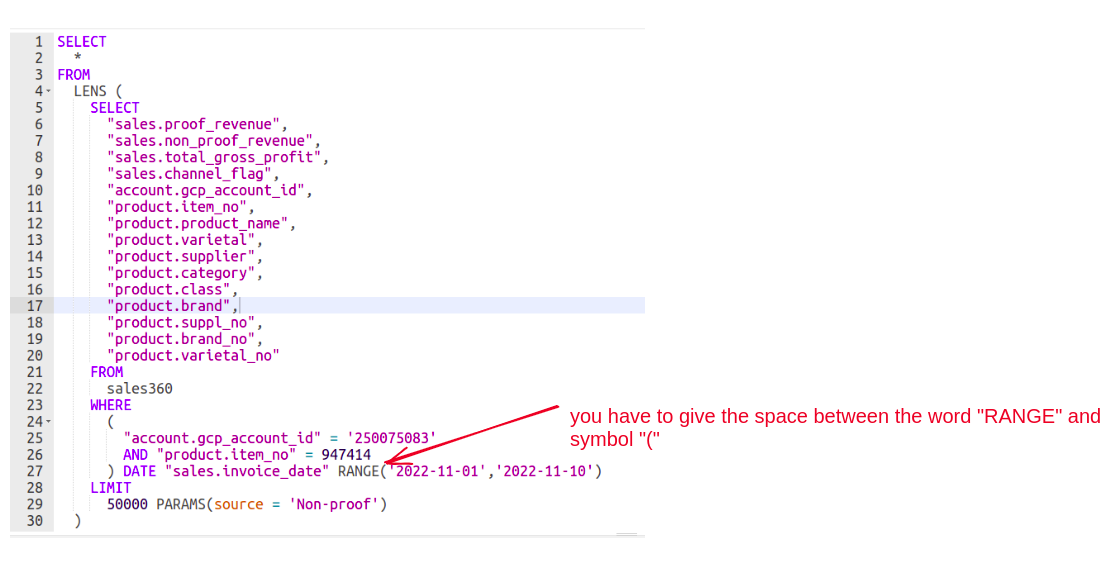 1 SELECT
2   *
3 FROM
4   LENS (
5     SELECT
6       "sales.proof_revenue",
7       "sales.non_proof_revenue",
8       "sales.total_gross_profit",
9       "sales.channel_flag",
10       "account.gcp_account_id",
11       "product.item_no",
12       "product.product_name",
13       "product.varietal",
14       "product.supplier",
15       "product.category",
16       "product.class",
17       "product.brand",
18       "product.suppl_no",
19       "product.brand_no",
20       "product.varietal_no"
21     FROM
22       sales360
23     WHERE
24       (
25         "account.gcp_account_id" = '250075083'
26         AND "product.item_no" = 947414
27       ) DATE "sales.invoice_date" RANGE('2022-11-01','2022-11-10')
28     LIMIT
29       50000 PARAMS(source = 'Non-proof')
30   )
you have to give the space between the word "RANGE" and
symbol "("